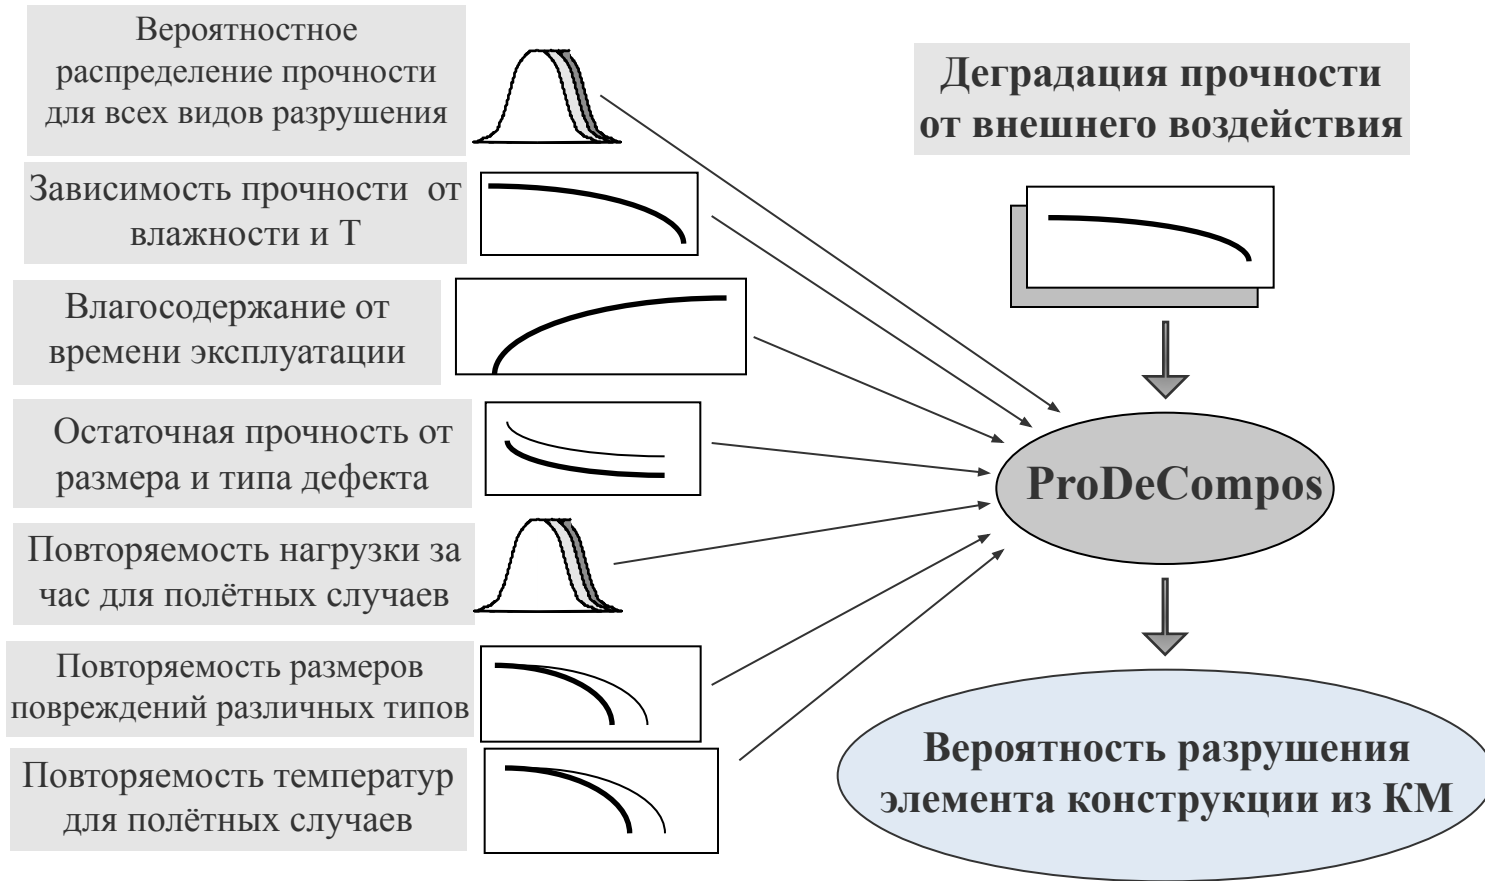 Вероятностное
распределение прочности
для всех видов разрушения
Зависимость прочности от
влажности и Т
Влагосодержание от
времени эксплуатации
Остаточная прочность от
размера и типа дефекта
Повторяемость нагрузки за
час для полётных случаев
Повторяемость размеров
повреждений различных типов
Повторяемость температур
для полётных случаев
Деградация прочности
от внешнего воздействия
ProDeCompos
Вероятность разрушения
элемента конструкции из КМ